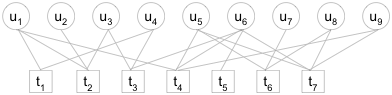 u₁ u₂ u₃ u₄ u₅ u₆ u₇ u₈ u₉
t₁ t₂ t₃ t₄ t₅ t₆ t₇